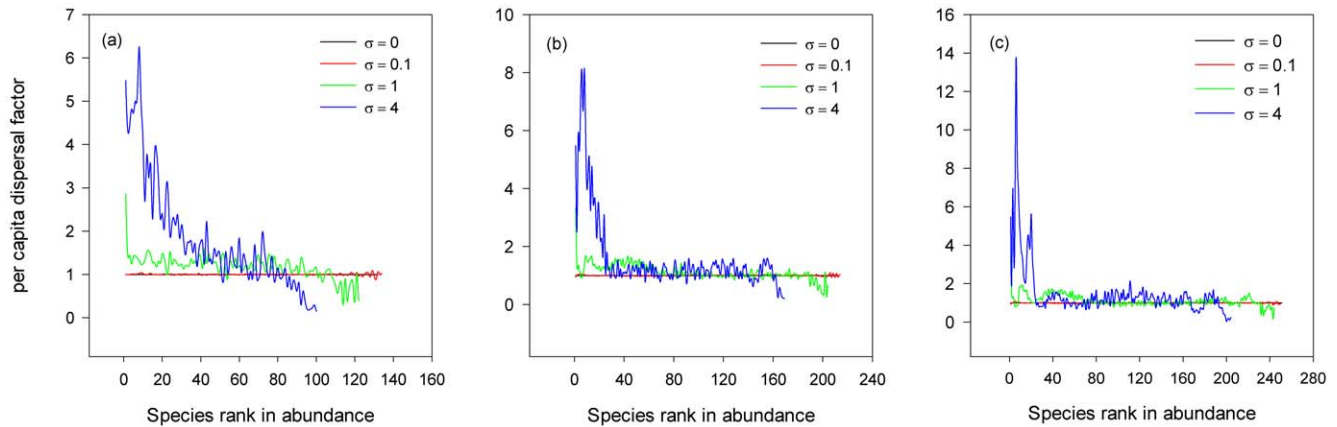 per capita dispersal factor
(a)
σ = 0
σ = 0.1
σ = 1
σ = 4
7
6
5
4
3
2
1
0
0 20 40 60 80 100 120 140 160
Species rank in abundance
(b)
σ = 0
σ = 0.1
σ = 1
σ = 4
10
8
6
4
2
0
0 40 80 120 160 200 240
Species rank in abundance
(c)
σ = 0
σ = 0.1
σ = 1
σ = 4
16
14
12
10
8
6
4
2
0
0 40 80 120 160 200 240 280
Species rank in abundance